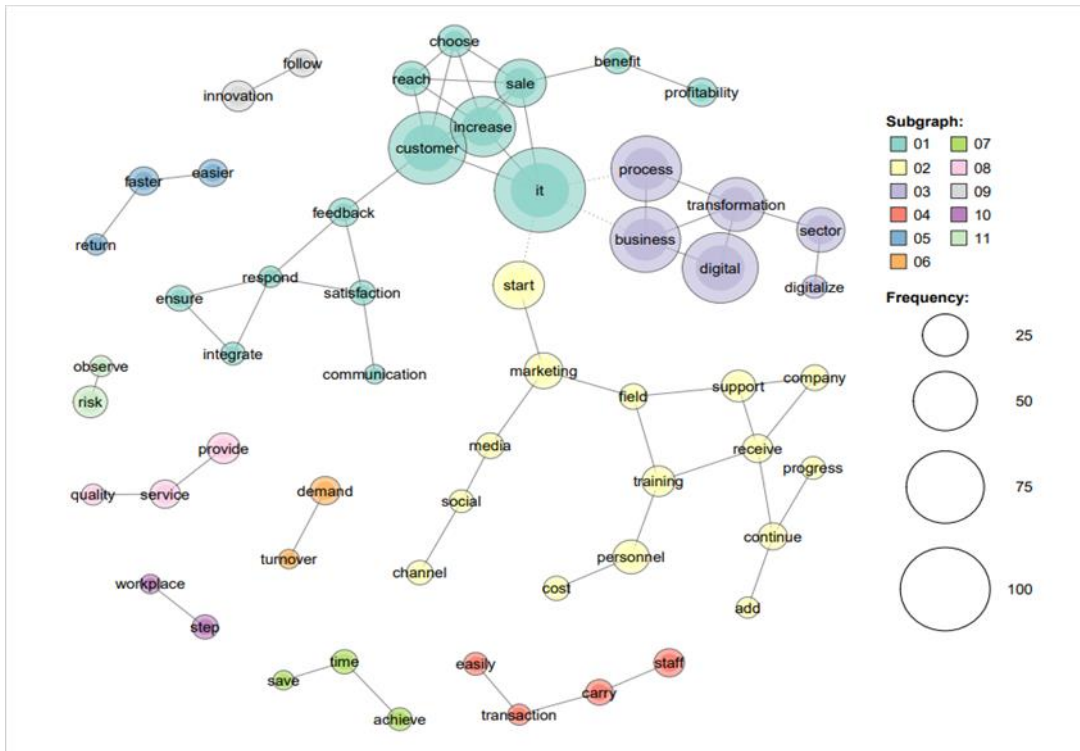 choose
follow
benefit
reach
sale
innovation
profitability
increase
customer
process
easier
faster
it
transformation
feedback
sector
return
business
digital
respond
start
digitalize
satisfaction
ensure
integrate
observe
communication
marketing
company
support
field
risk
media
provide
receive
progress
training
quality
service
demand
social
continue
personnel
turnover
channel
workplace
cost
add
step
time
easily
staff
save
carry
achieve
transaction
Subgraph:
01 07
02 08
03 09
04 10
05 11
06
Frequency:
25
50
75
100